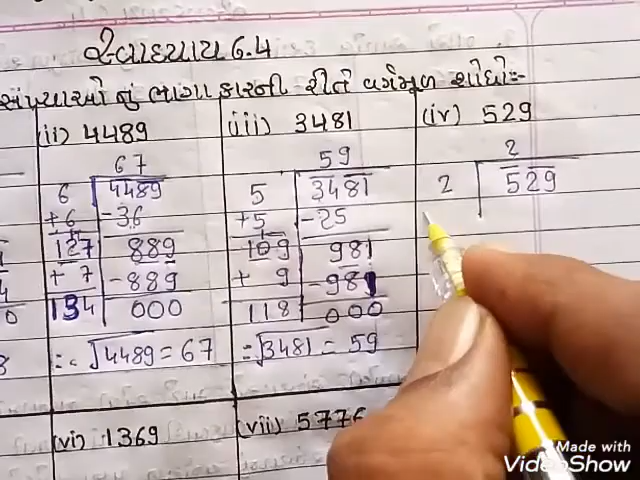 સ્વાધ્યાય 6.4
સંખ્યાઓનું ભાગાકારની રીતે વર્ગમૂળ શોધો:-
(ii) 4489
67
6 4489
+6 -36
127 889
+ 7 -889
134 000
∴ √4489 = 67
(iii) 3481
59
5 3481
+5 -25
109 981
+ 9 -981
118 000
∴ √3481 = 59
(iv) 529
2
2 529
(vi) 1369
(vii) 5776
Made with
VideoShow